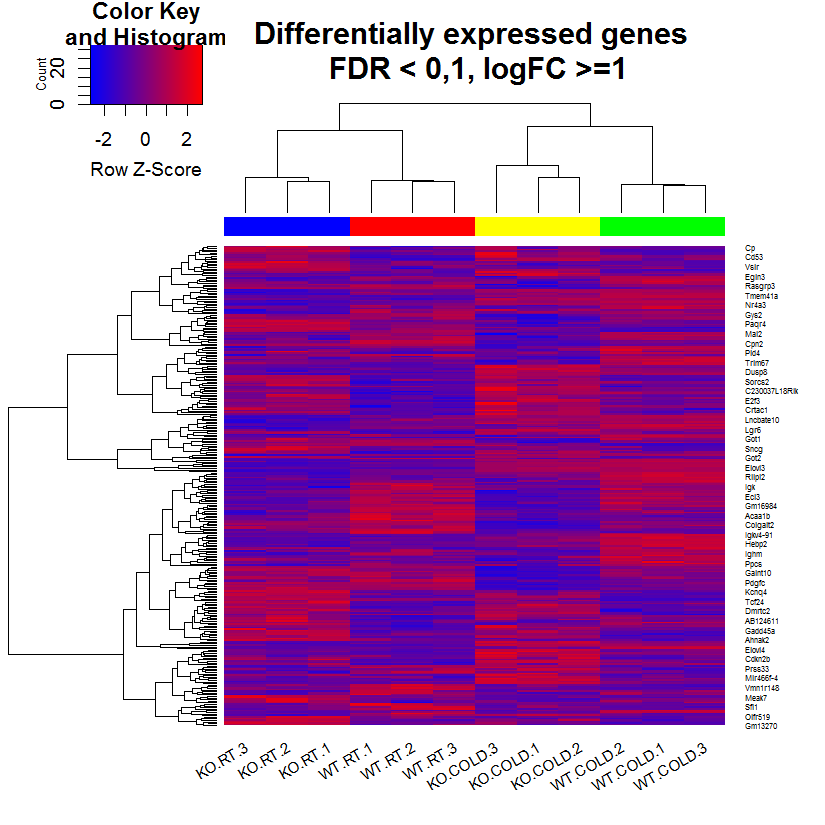 Color Key
and Histogram
Differentially expressed genes
FDR < 0,1, logFC >=1
Count
0
20
-2 0 2
Row Z-Score
Cp
Cd53
Vsir
Egln3
Rasgrp3
Tmem41a
Nr4a3
Gys2
Paqr4
Mal2
Cpn2
Pld4
Trim67
Dusp8
Sorcs2
C230037L18Rik
E2f3
Crtac1
Lncbate10
Lgr6
Got1
Sncg
Got2
Elovl3
Rilpl2
Igk
Eci3
Gm16984
Acaa1b
Colgalt2
Igkv4-91
Hebp2
Ighm
Ppcs
Galnt10
Pdgfc
Kcnq4
Tcf24
Dmrtc2
AB124611
Gadd45a
Ahnak2
Elovl4
Cdkn2b
Prss33
Mir466f-4
Vmn1r148
Meak7
Sfi1
Olfr519
Gm13270
KO.RT.3
KO.RT.2
KO.RT.1
WT.RT.1
WT.RT.2
WT.RT.3
KO.COLD.3
KO.COLD.1
KO.COLD.2
WT.COLD.2
WT.COLD.1
WT.COLD.3